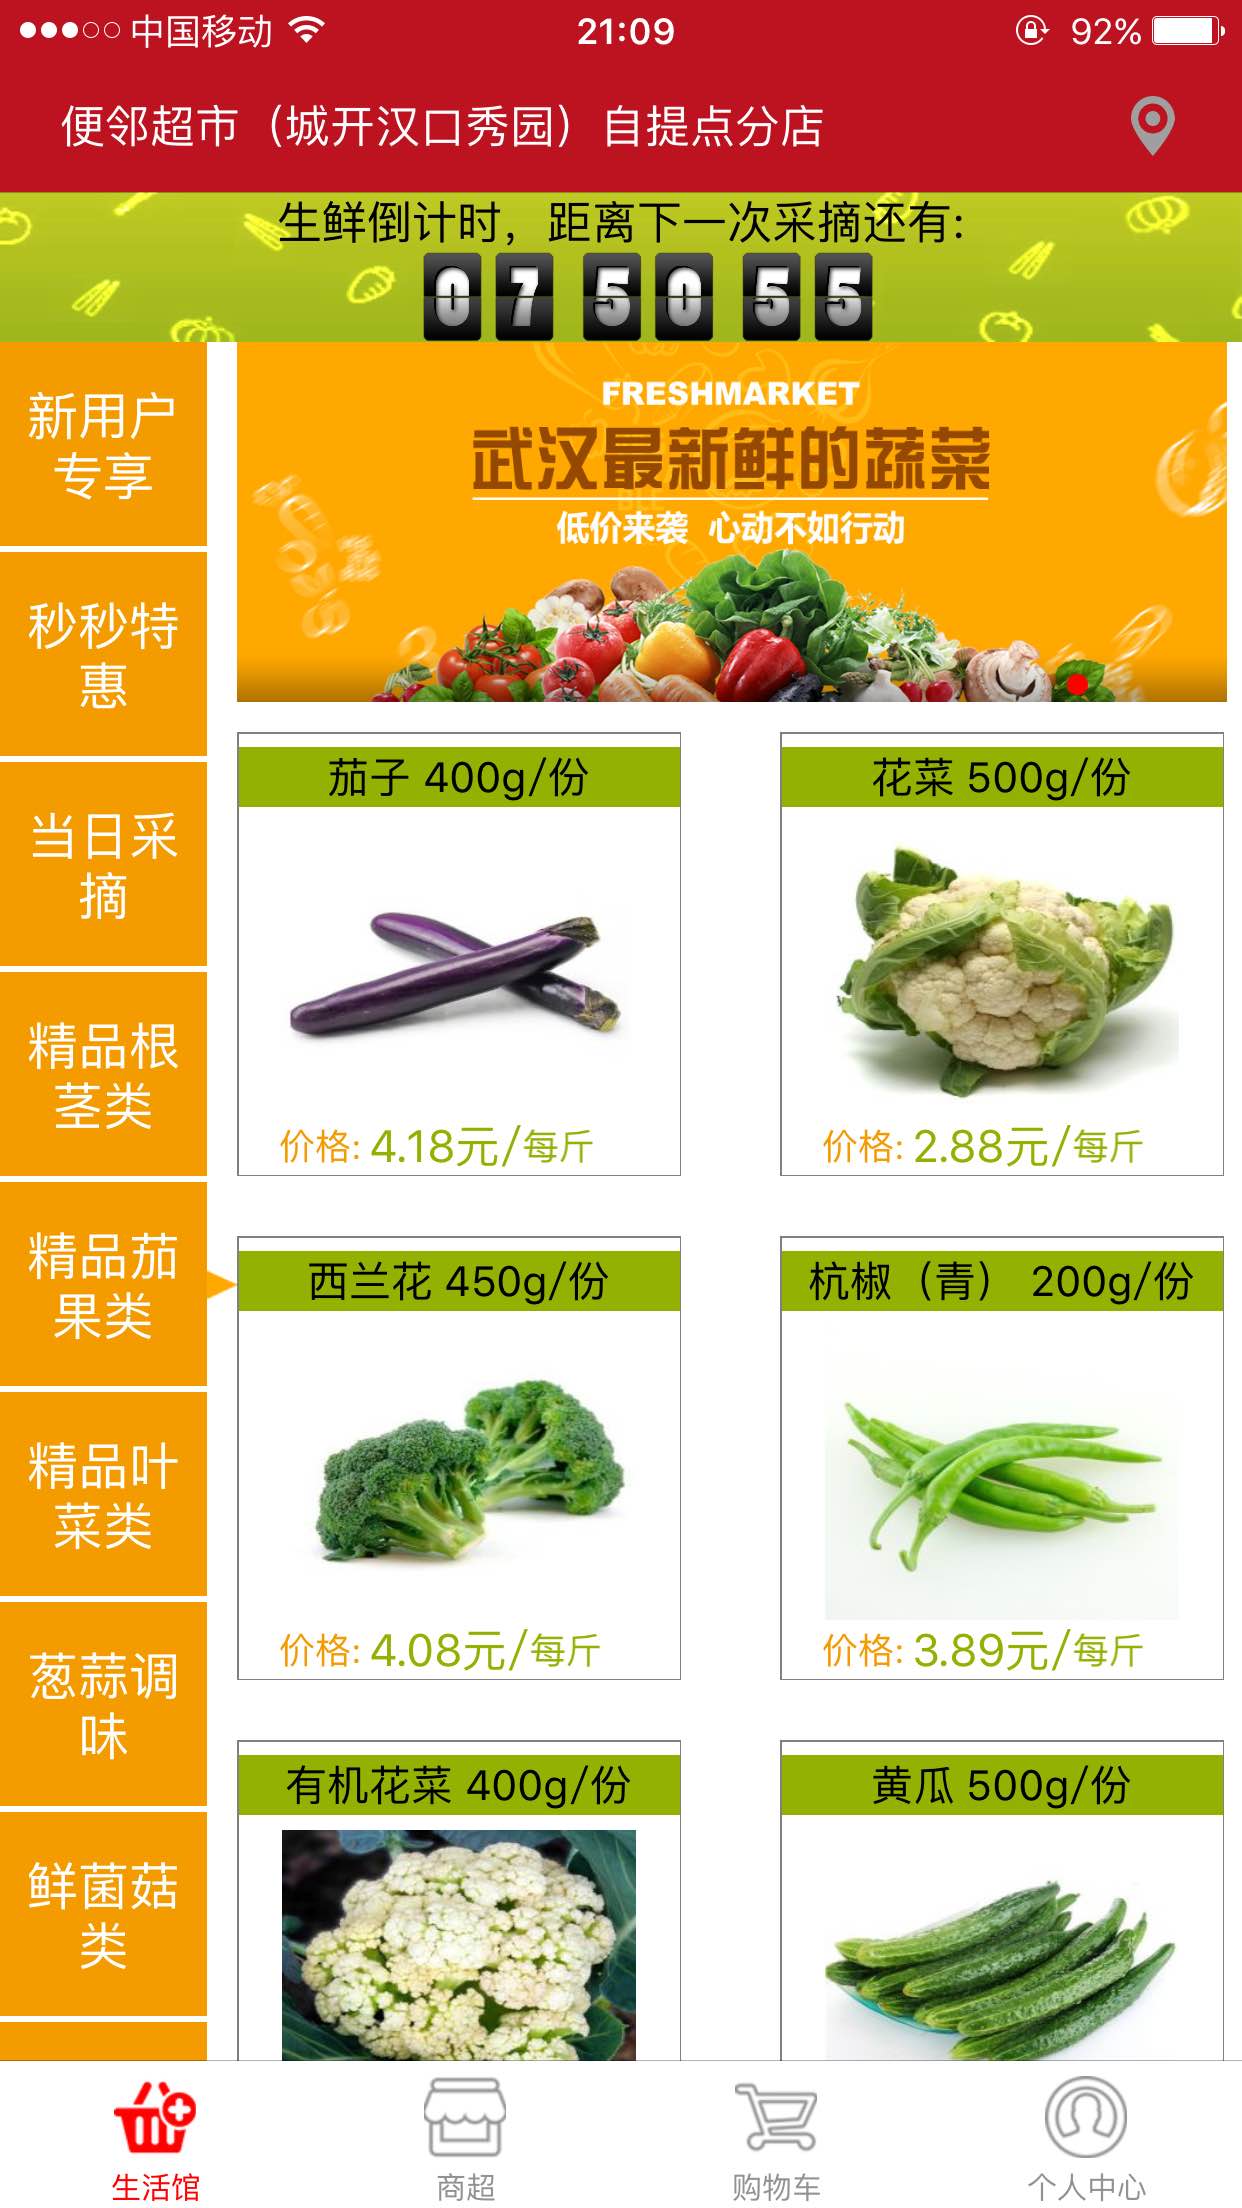 中国移动
21:09
92%
便邻超市（城开汉口秀园）自提点分店
生鲜倒计时，距离下一次采摘还有:
07 50 55
新用户
专享
秒秒特
惠
当日采
摘
精品根
茎类
精品茄
果类
精品叶
菜类
葱蒜调
味
鲜菌菇
类
FRESHMARKET
武汉最新鲜的蔬菜
低价来袭 心动不如行动
茄子 400g/份
价格: 4.18元/每斤
花菜 500g/份
价格: 2.88元/每斤
西兰花 450g/份
价格: 4.08元/每斤
杭椒（青） 200g/份
价格: 3.89元/每斤
有机花菜 400g/份
黄瓜 500g/份
生活馆
商超
购物车
个人中心